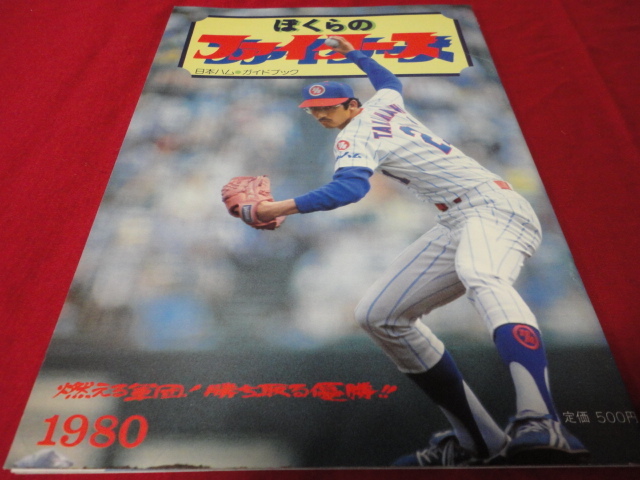 ぼくらの
ファイターズ
日本ハム・ガイドブック
燃える軍団!勝ち取る優勝!!
1980
定価 500円